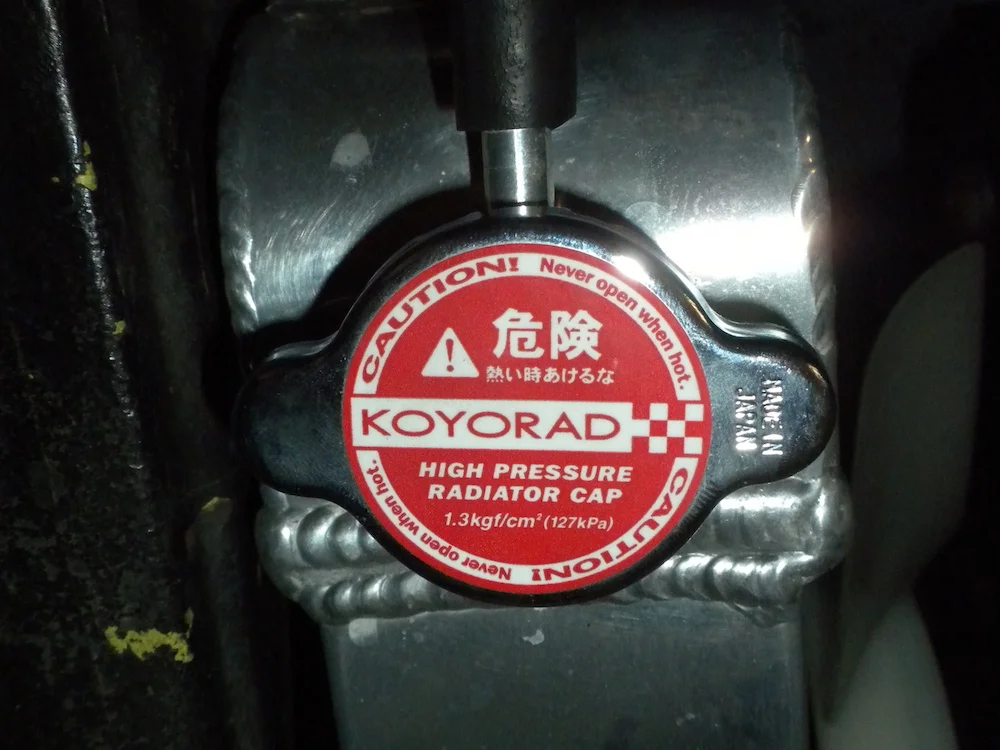 CAUTION! Never open when hot.
危険
熱い時あけるな
KOYORAD
HIGH PRESSURE
RADIATOR CAP
1.3kgf/cm² (127kPa)
CAUTION! Never open when hot.
MADE IN
JAPAN